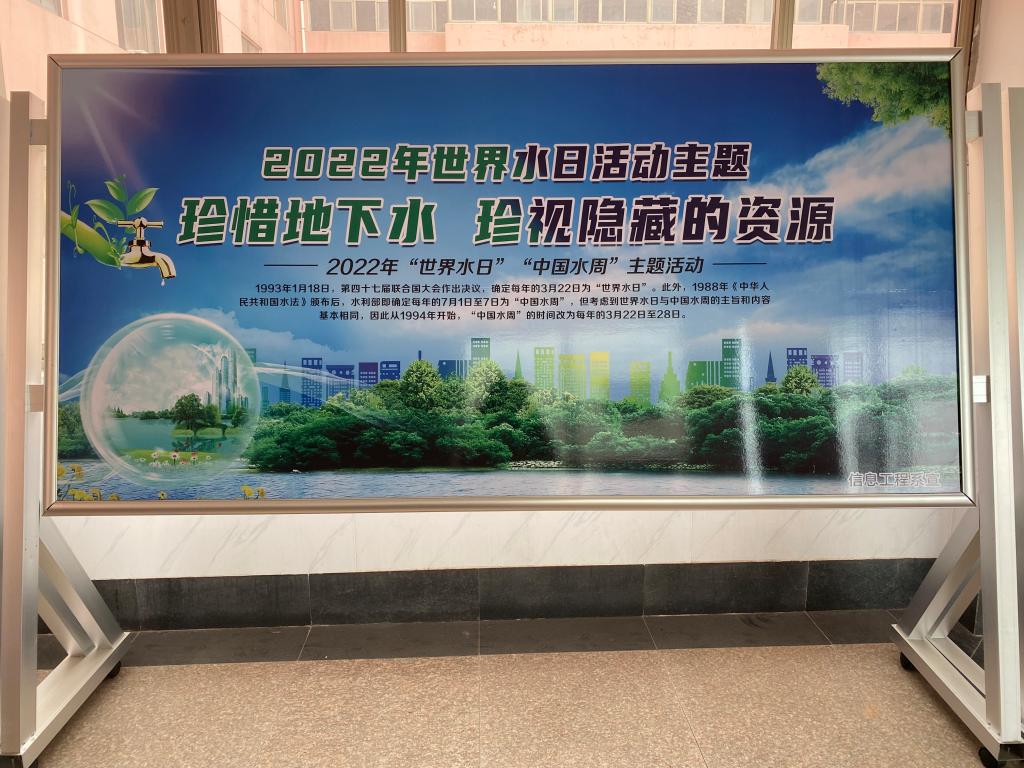 2022年世界水日活动主题
珍惜地下水 珍视隐藏的资源
2022年“世界水日”“中国水周”主题活动
1993年1月18日，第四十七届联合国大会作出决议，确定每年的3月22日为“世界水日”。此外，1988年《中华人
民共和国水法》颁布后，水利部即确定每年的7月1日至7日为“中国水周”，但考虑到世界水日与中国水周的主旨和内容
基本相同，因此从1994年开始，“中国水周”的时间改为每年的3月22日至28日。
信息工程系宣